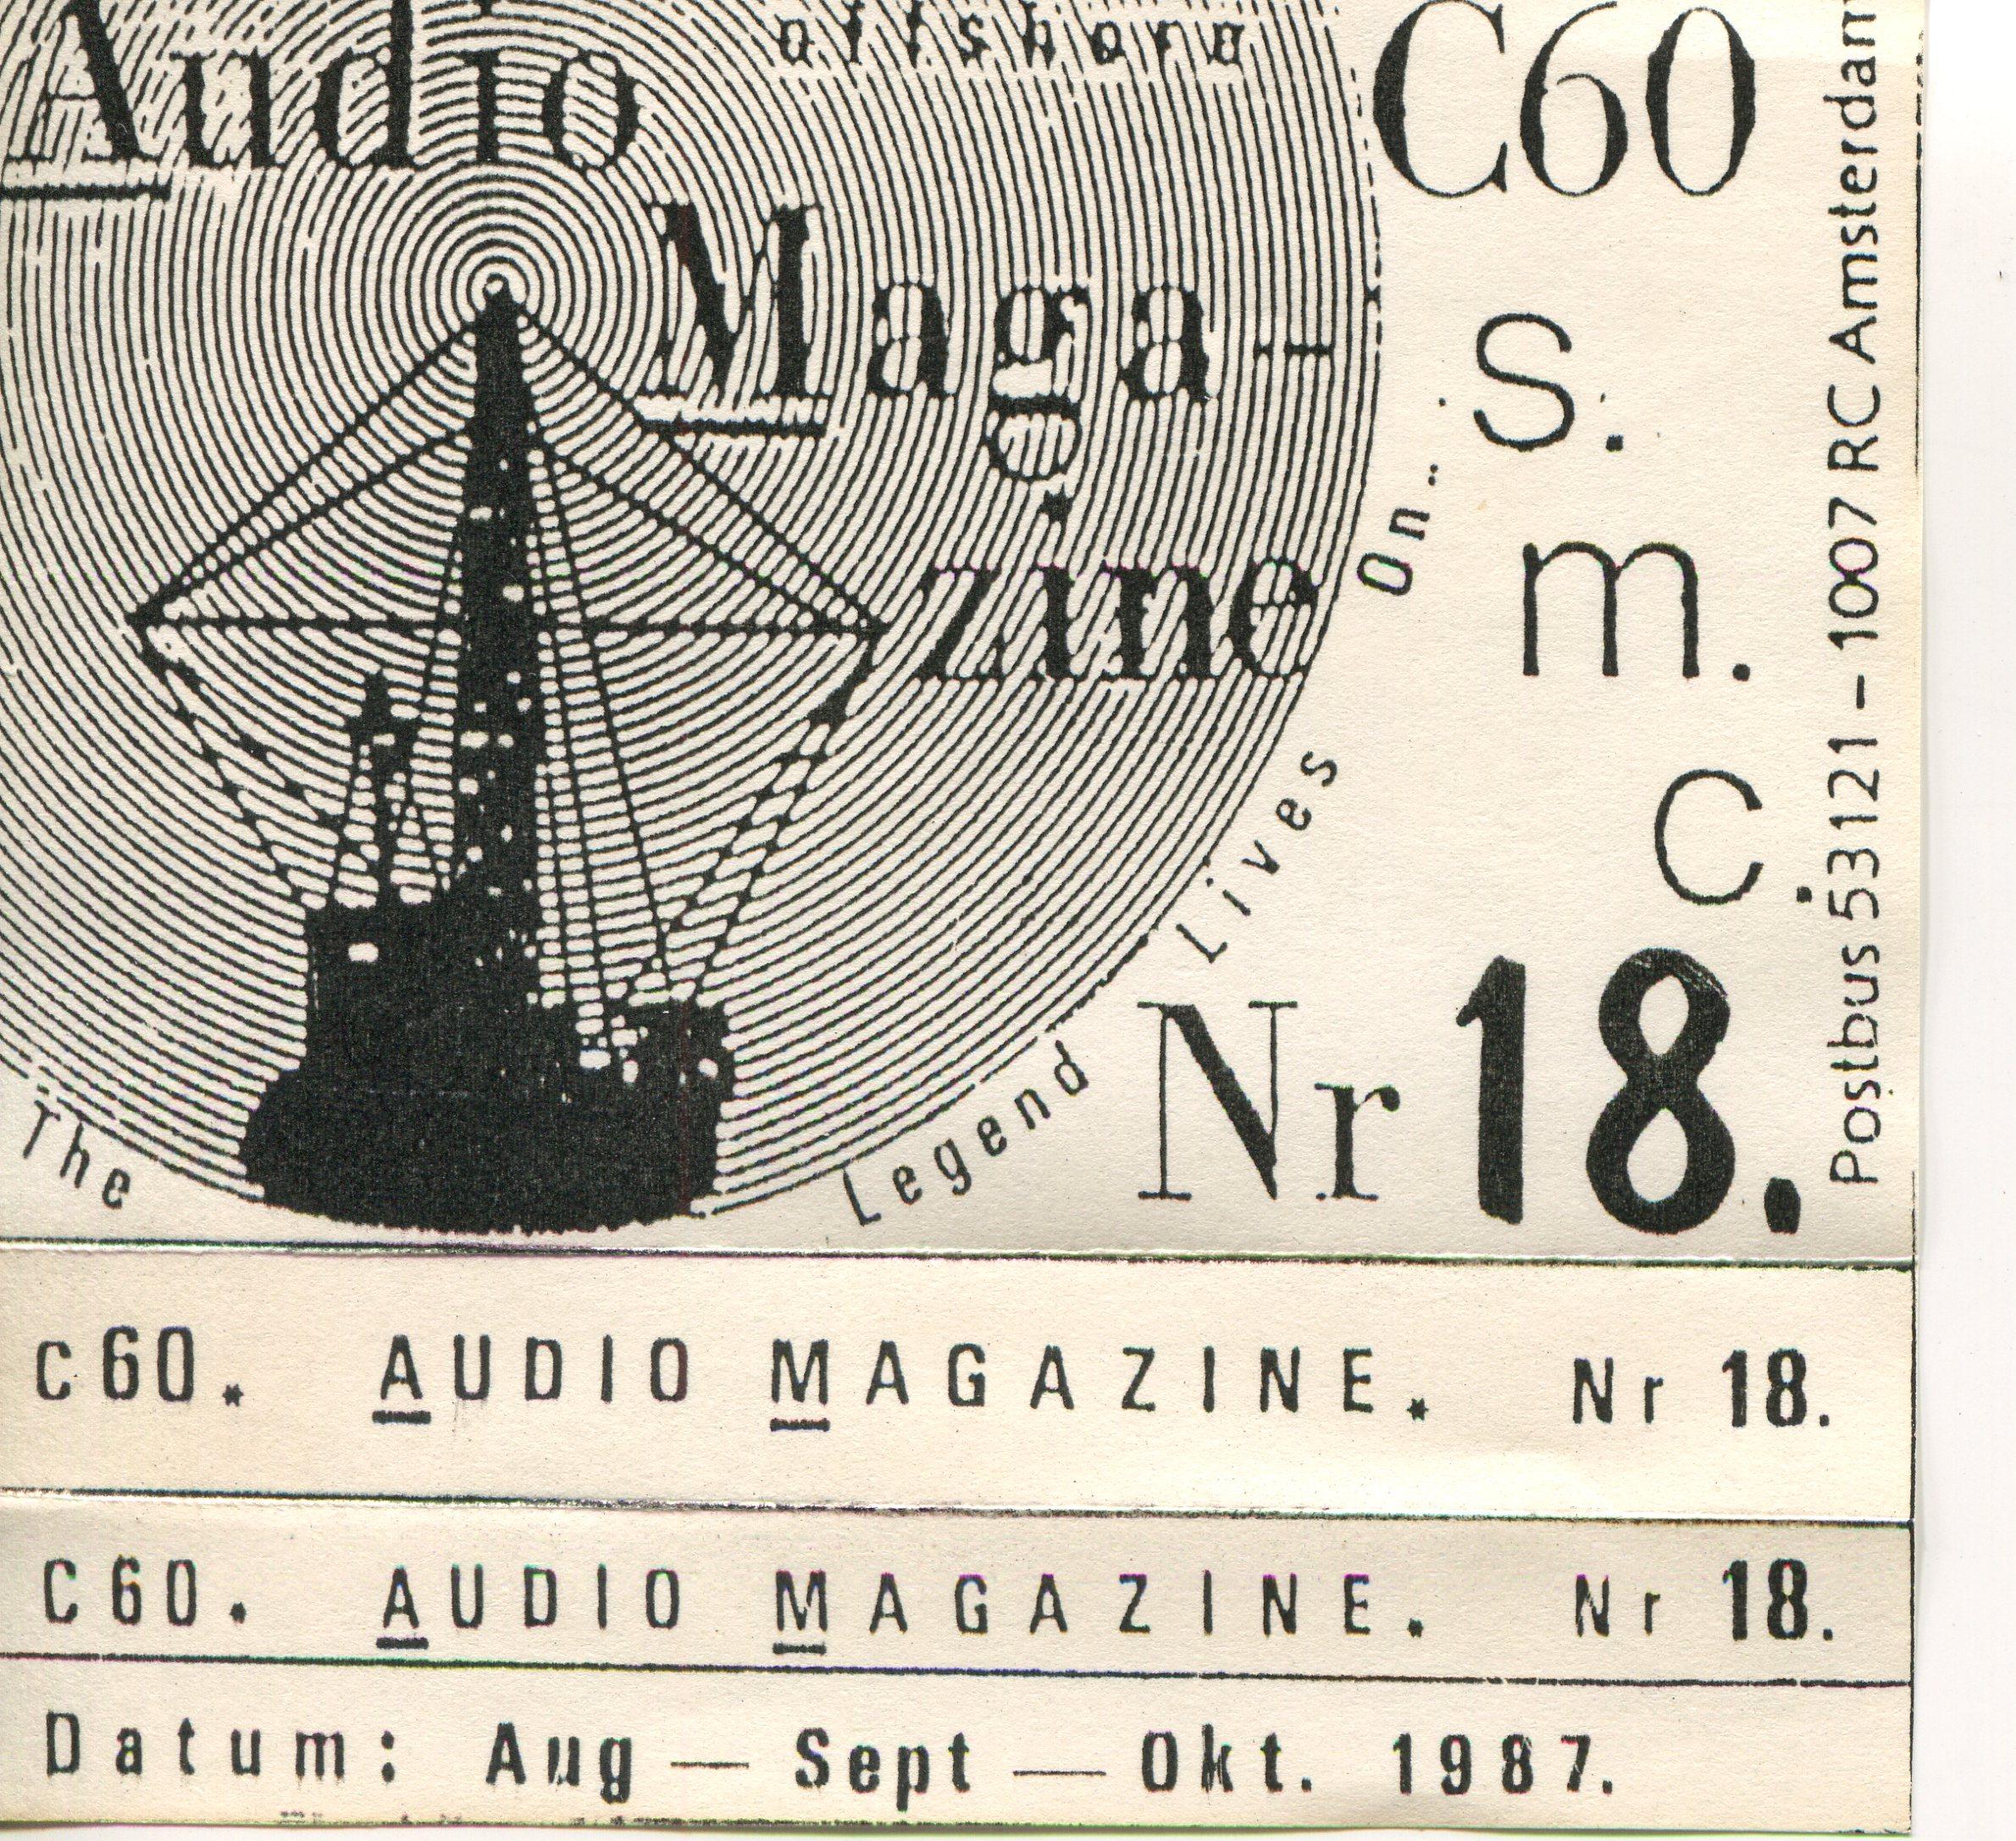 Audio
offshore
C60
Maga-
zine
S.
m.
c.
The Legend Lives On...
Nr 18.
Postbus 53121 - 1007 RC Amsterdam
C60. AUDIO MAGAZINE. Nr 18.
C60. AUDIO MAGAZINE. Nr 18.
Datum: Aug — Sept — Okt. 1987.